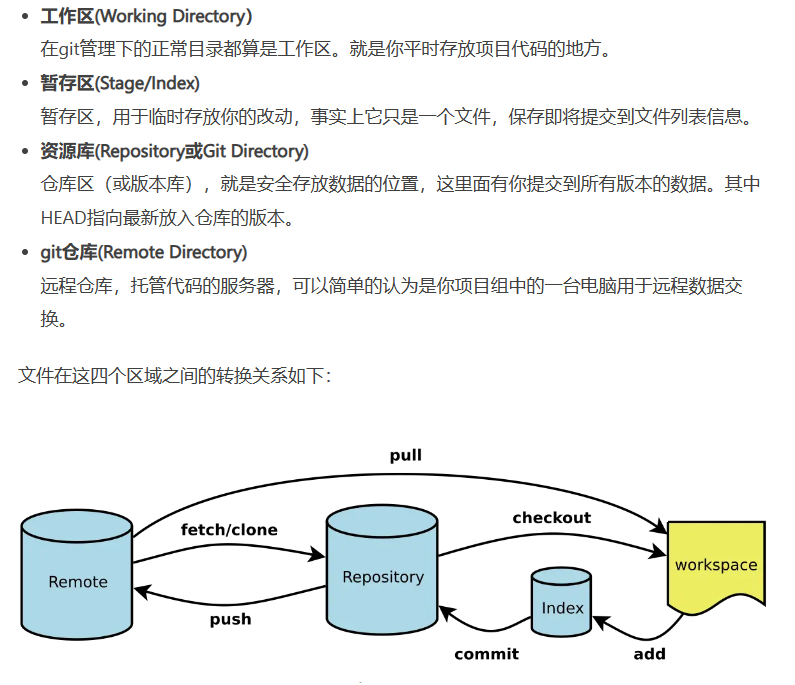 工作区(Working Directory)
在git管理下的正常目录都算是工作区。就是你平时存放项目代码的地方。
暂存区(Stage/Index)
暂存区，用于临时存放你的改动，事实上它只是一个文件，保存即将提交到文件列表信息。
资源库(Repository或Git Directory)
仓库区（或版本库），就是安全存放数据的位置，这里面有你提交到所有版本的数据。其中
HEAD指向最新放入仓库的版本。
git仓库(Remote Directory)
远程仓库，托管代码的服务器，可以简单的认为是你项目组中的一台电脑用于远程数据交
换。
文件在这四个区域之间的转换关系如下：
pull
fetch/clone
checkout
Remote
Repository
workspace
Index
push
commit
add